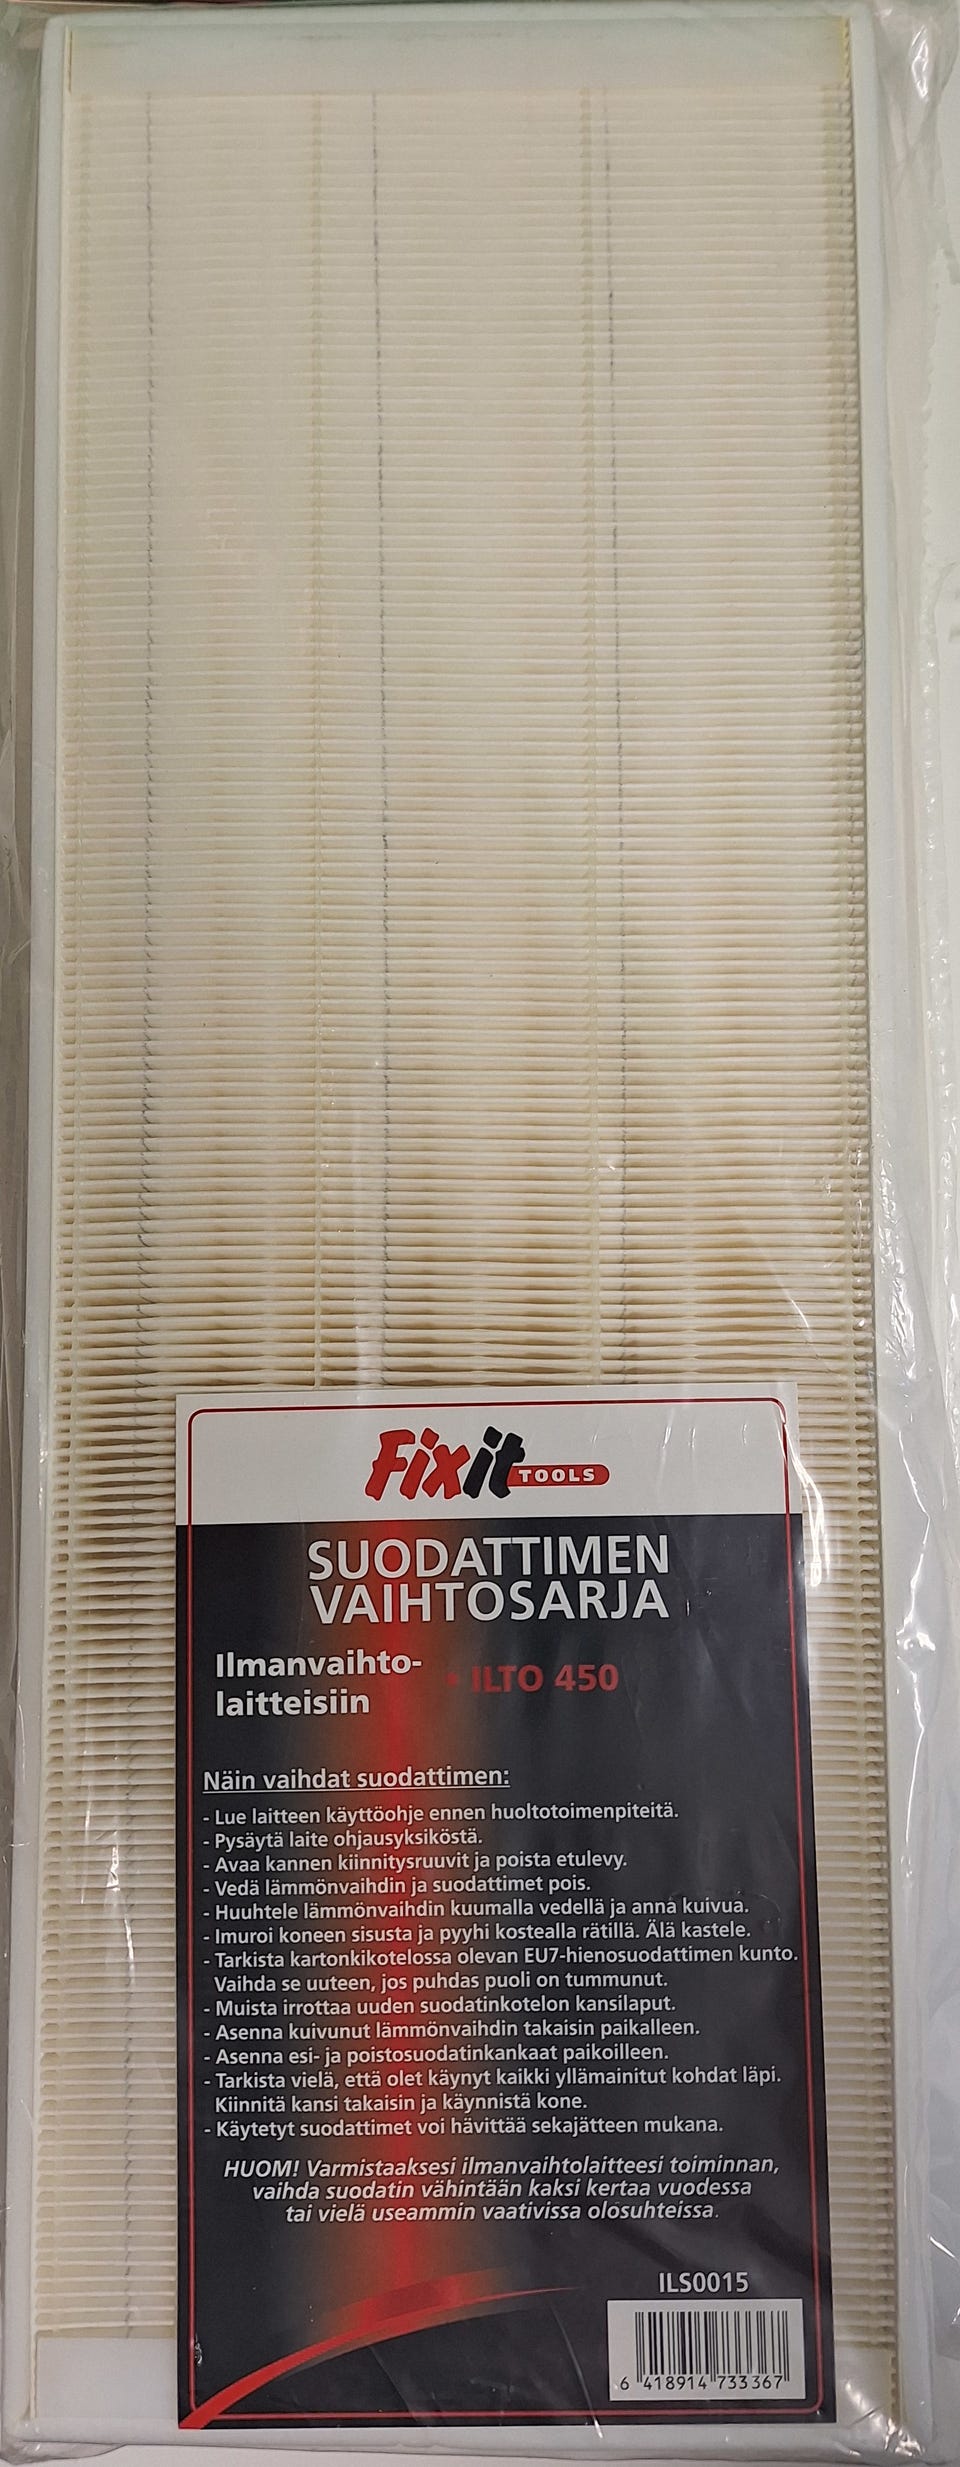 Fixit TOOLS
SUODATTIMEN
VAIHTOSARJA
Ilmanvaihto-
laitteisiin
• ILTO 450
Näin vaihdat suodattimen:
- Lue laitteen käyttöohje ennen huoltotoimenpiteitä.
- Pysäytä laite ohjausyksiköstä.
- Avaa kannen kiinnitysruuvit ja poista etulevy.
- Vedä lämmönvaihdin ja suodattimet pois.
- Huuhtele lämmönvaihdin kuumalla vedellä ja anna kuivua.
- Imuroi koneen sisusta ja pyyhi kostealla rätillä. Älä kastele.
- Tarkista kartonkikotelossa olevan EU7-hienosuodattimen kunto.
Vaihda se uuteen, jos puhdas puoli on tummunut.
- Muista irrottaa uuden suodatinkotelon kansilaput.
- Asenna kuivunut lämmönvaihdin takaisin paikalleen.
- Asenna esi- ja poistosuodatinkankaat paikoilleen.
- Tarkista vielä, että olet käynyt kaikki yllämainitut kohdat läpi.
Kiinnitä kansi takaisin ja käynnistä kone.
- Käytetyt suodattimet voi hävittää sekajätteen mukana.
HUOM! Varmistaaksesi ilmanvaihtolaitteesi toiminnan,
vaihda suodatin vähintään kaksi kertaa vuodessa
tai vielä useammin vaativissa olosuhteissa.
ILS0015
6 418914 733367